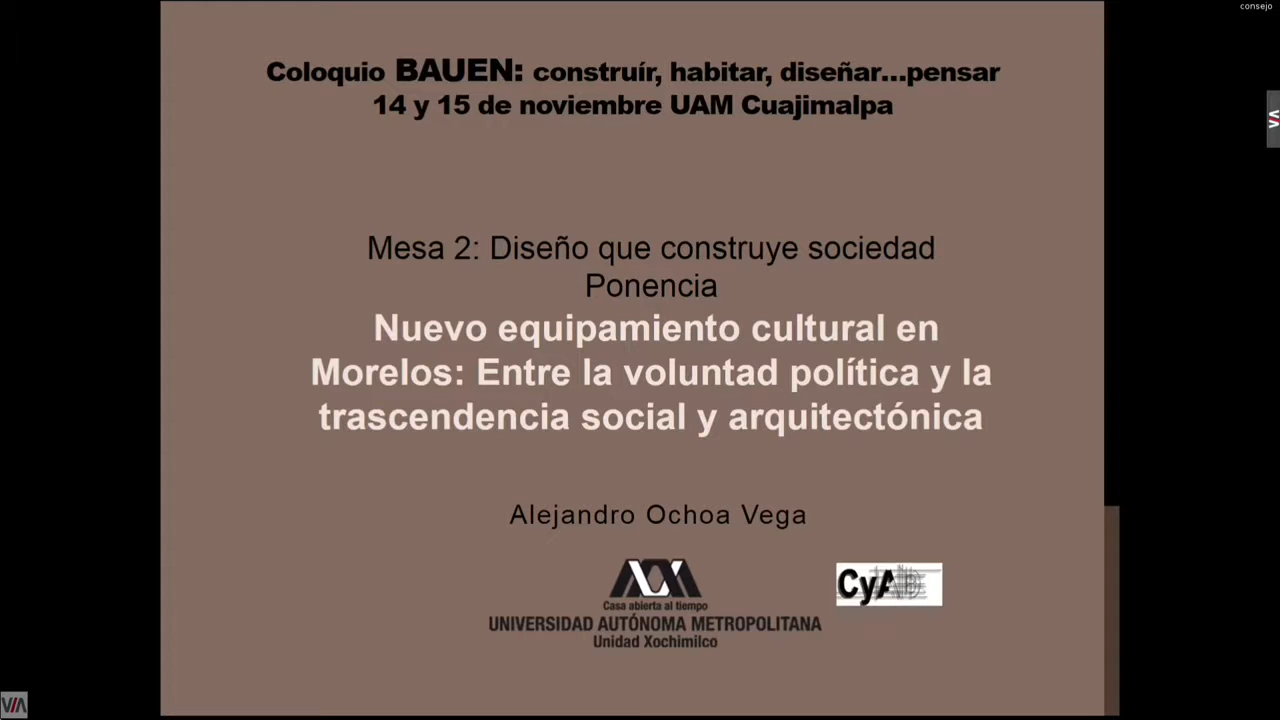 consejo
Coloquio BAUEN: construír, habitar, diseñar...pensar
14 y 15 de noviembre UAM Cuajimalpa
Mesa 2: Diseño que construye sociedad
Ponencia
Nuevo equipamiento cultural en
Morelos: Entre la voluntad política y la
trascendencia social y arquitectónica
Alejandro Ochoa Vega
Casa abierta al tiempo
UNIVERSIDAD AUTÓNOMA METROPOLITANA
Unidad Xochimilco
CyAD